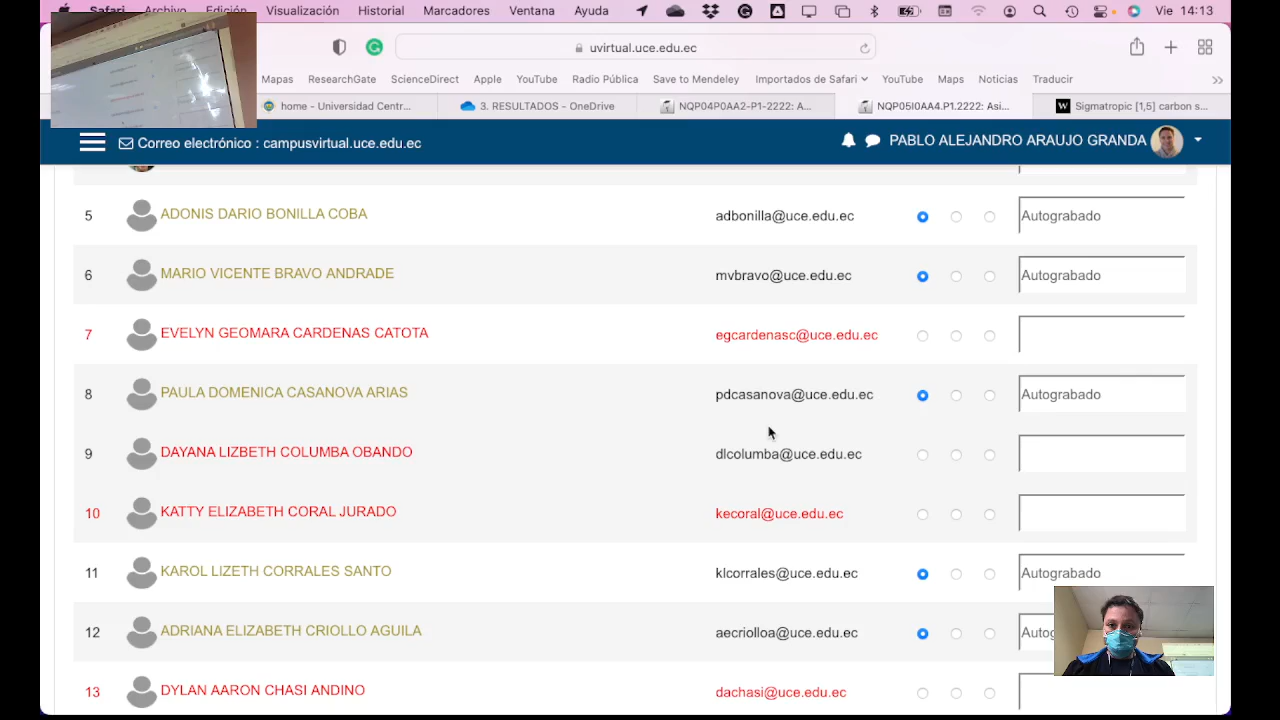 Safari Archivo Edición Visualización Historial Marcadores Ventana Ayuda Vie 14:13
uvirtual.uce.edu.ec
Mapas ResearchGate ScienceDirect Apple YouTube Radio Pública Save to Mendeley Importados de Safari YouTube Maps Noticias Traducir
home - Universidad Centr... 3. RESULTADOS - OneDrive NQP04P0AA2-P1-2222: A... NQP05I0AA4.P1.2222: Asi... W Sigmatropic [1,5] carbon s...
Correo electrónico : campusvirtual.uce.edu.ec PABLO ALEJANDRO ARAUJO GRANDA
5 ADONIS DARIO BONILLA COBA adbonilla@uce.edu.ec Autograbado
6 MARIO VICENTE BRAVO ANDRADE mvbravo@uce.edu.ec Autograbado
7 EVELYN GEOMARA CARDENAS CATOTA egcardenasc@uce.edu.ec
8 PAULA DOMENICA CASANOVA ARIAS pdcasanova@uce.edu.ec Autograbado
9 DAYANA LIZBETH COLUMBA OBANDO dlcolumba@uce.edu.ec
10 KATTY ELIZABETH CORAL JURADO kecoral@uce.edu.ec
11 KAROL LIZETH CORRALES SANTO klcorrales@uce.edu.ec Autograbado
12 ADRIANA ELIZABETH CRIOLLO AGUILA aecriolloa@uce.edu.ec Autog
13 DYLAN AARON CHASI ANDINO dachasi@uce.edu.ec